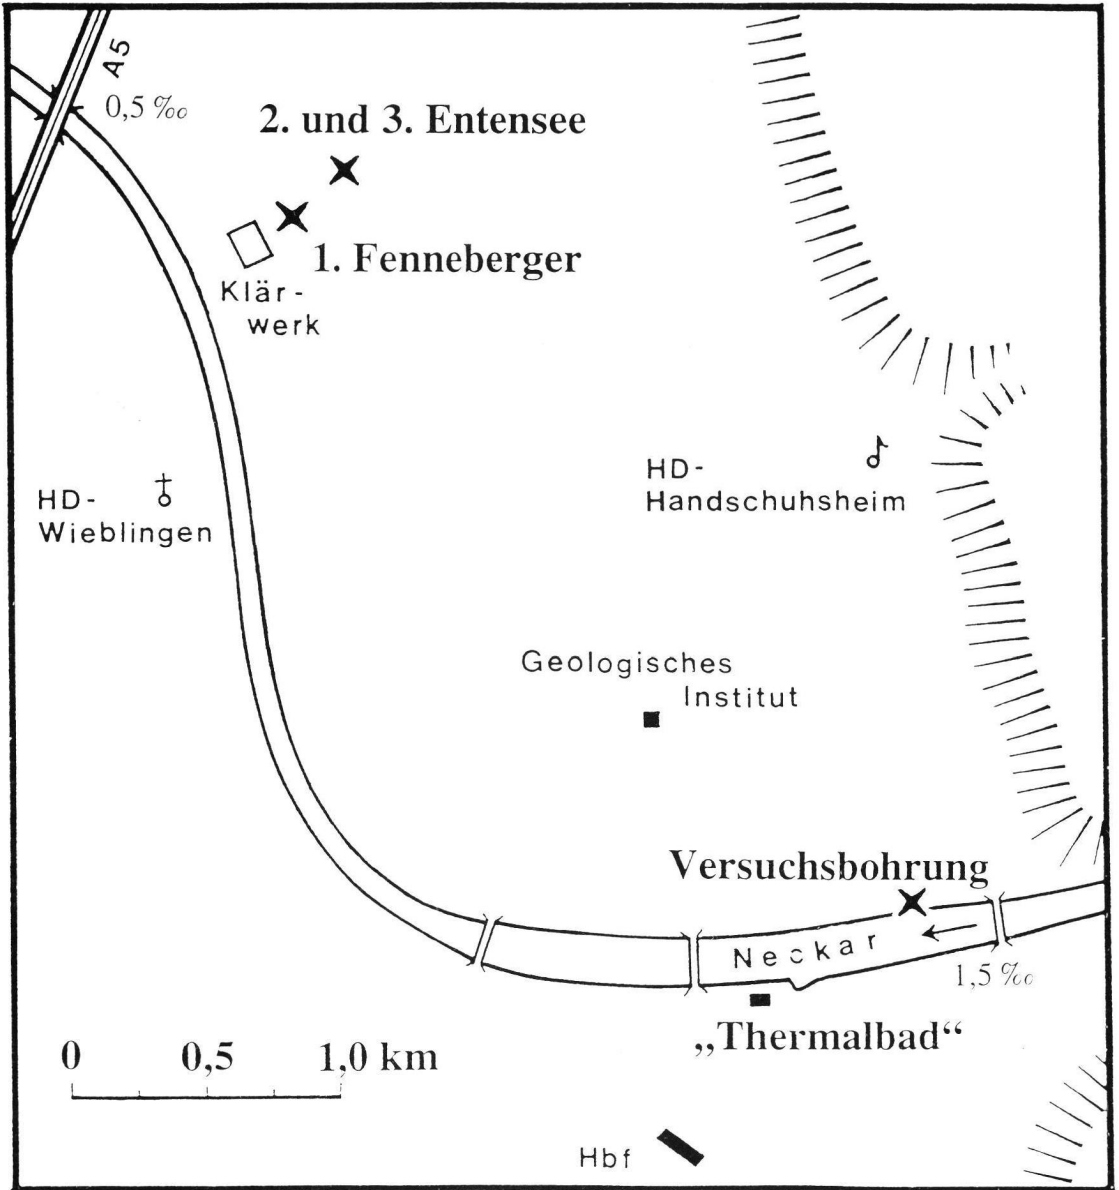 A5
0,5 ‰
2. und 3. Entensee
1. Fenneberger
Klär-
werk
HD-
Wieblingen
HD-
Handschuhsheim
Geologisches
Institut
Versuchsbohrung
Neckar
1,5 ‰
„Thermalbad“
0 0,5 1,0 km
Hbf